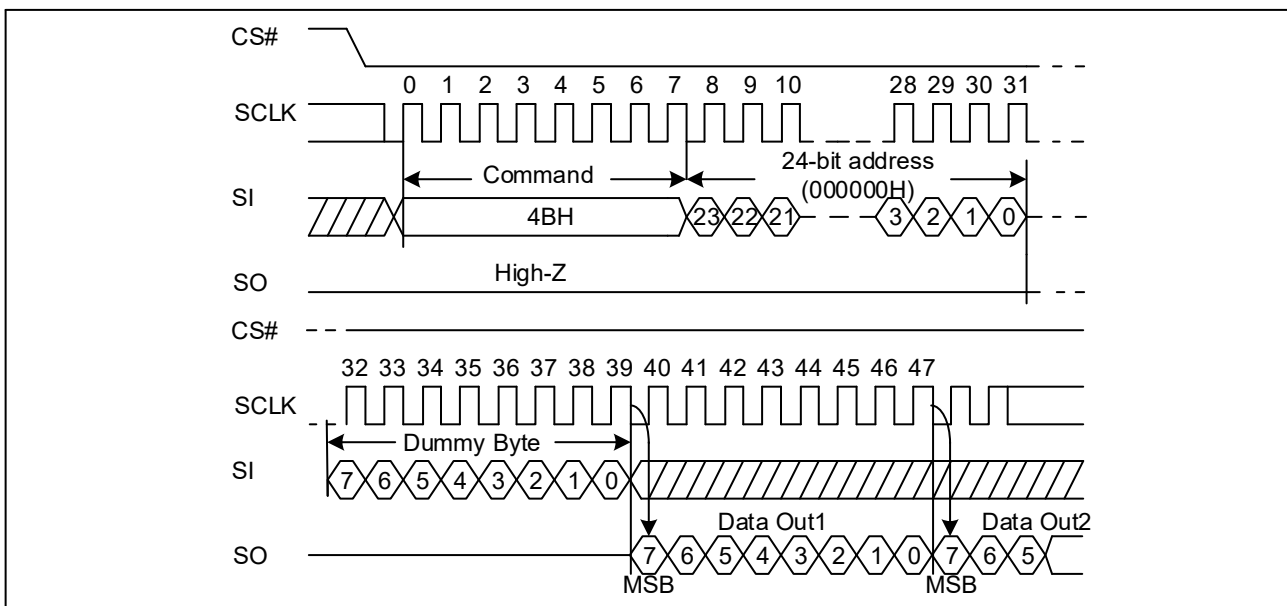 CS#
0 1 2 3 4 5 6 7 8 9 10 28 29 30 31
SCLK
Command 24-bit address
(000000H)
SI
4BH 23 22 21 3 2 1 0
High-Z
SO
CS#
32 33 34 35 36 37 38 39 40 41 42 43 44 45 46 47
SCLK
Dummy Byte
SI
7 6 5 4 3 2 1 0
Data Out1 Data Out2
SO
7 6 5 4 3 2 1 0 7 6 5
MSB MSB